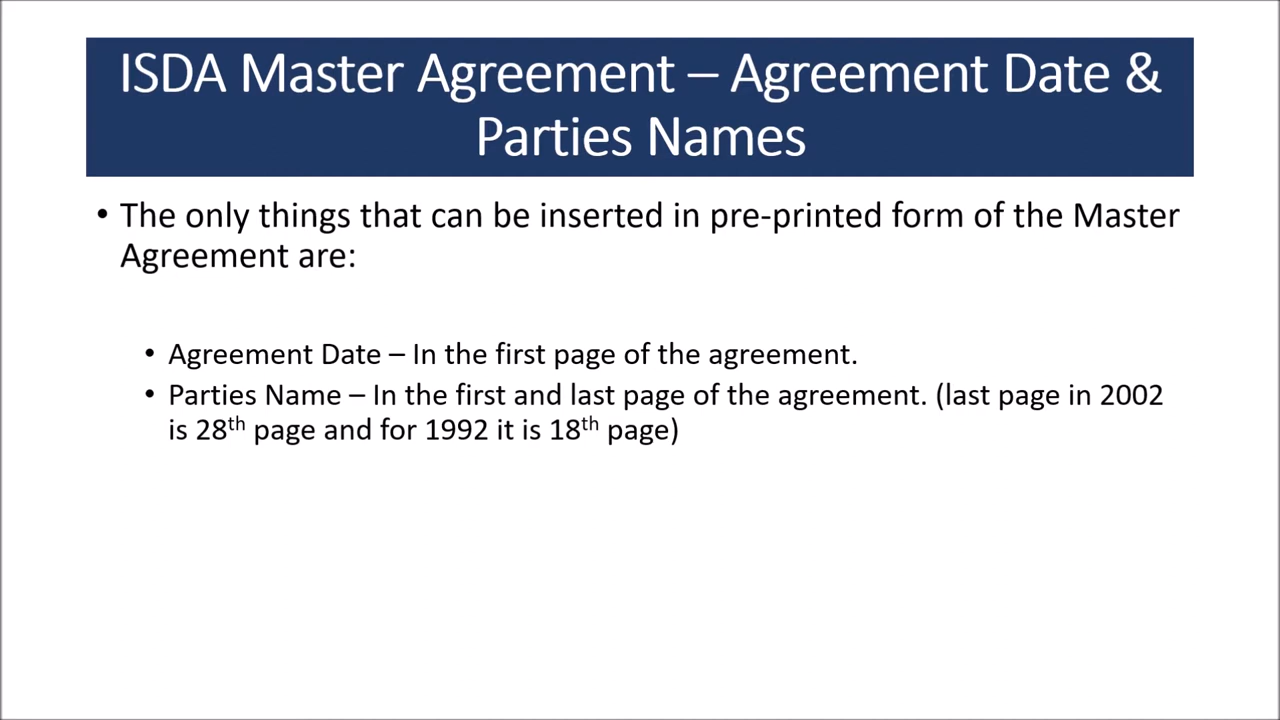 ISDA Master Agreement – Agreement Date &
Parties Names
• The only things that can be inserted in pre-printed form of the Master
Agreement are:
• Agreement Date – In the first page of the agreement.
• Parties Name – In the first and last page of the agreement. (last page in 2002
is 28th page and for 1992 it is 18th page)